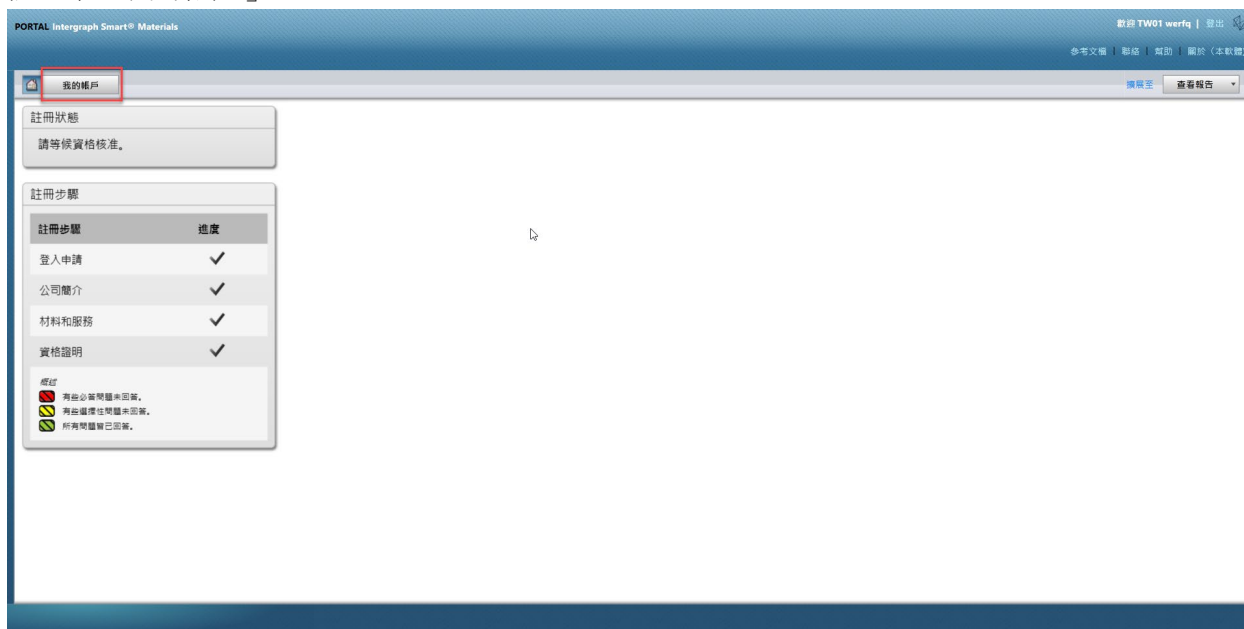 PORTAL Intergraph Smart® Materials
歡迎 TW01 werfq | 登出
參考文檔 | 聯絡 | 幫助 | 關於（本軟體
我的帳戶
擴展至 查看報告
註冊狀態
請等候資格核准。
註冊步驟
註冊步驟 進度
登入申請
公司簡介
材料和服務
資格證明
概述
有些必答問題未回答。
有些選擇性問題未回答。
所有問題皆已回答。